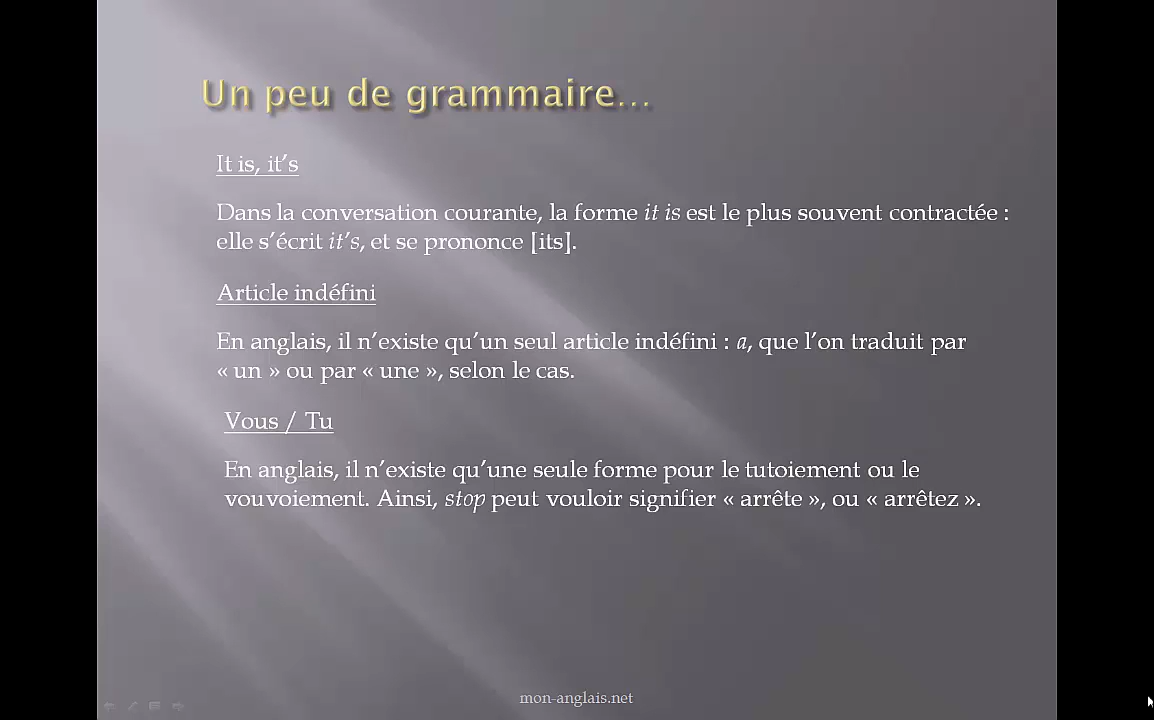 Un peu de grammaire…
It is, it’s
Dans la conversation courante, la forme it is est le plus souvent contractée :
elle s’écrit it’s, et se prononce [its].
Article indéfini
En anglais, il n’existe qu’un seul article indéfini : a, que l’on traduit par
« un » ou par « une », selon le cas.
Vous / Tu
En anglais, il n’existe qu’une seule forme pour le tutoiement ou le
vouvoiement. Ainsi, stop peut vouloir signifier « arrête », ou « arrêtez ».
mon-anglais.net